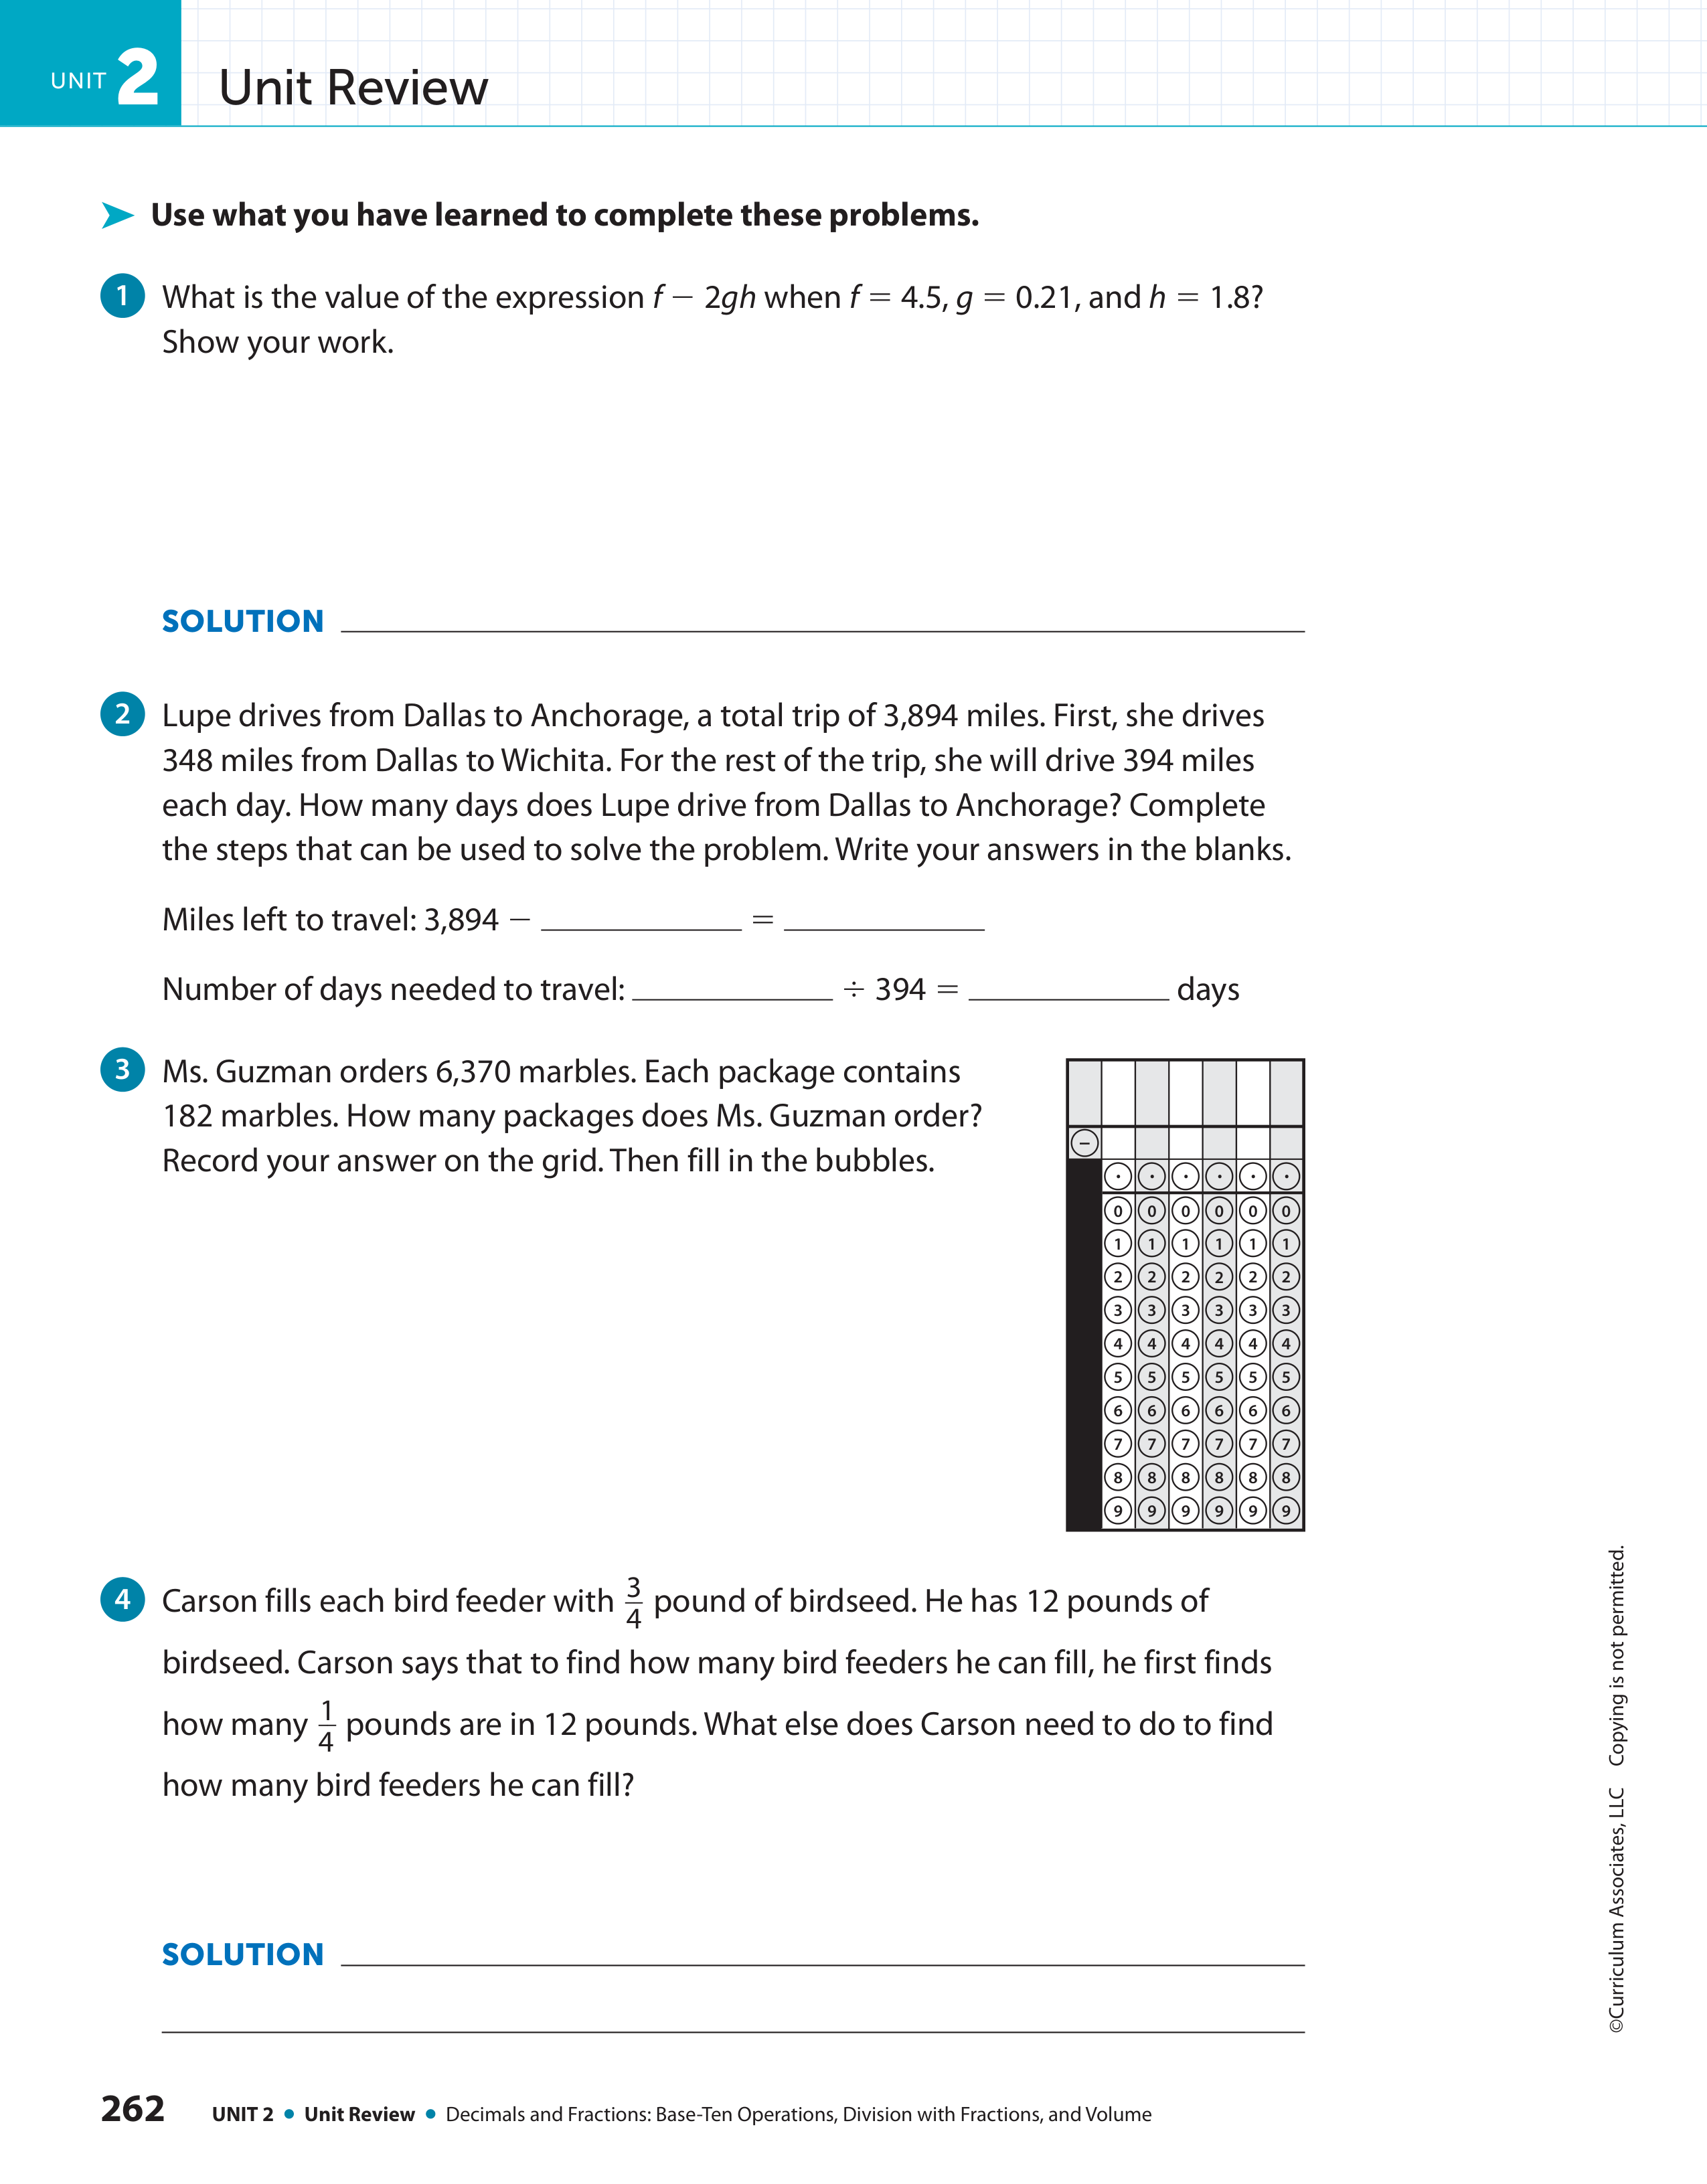 UNIT 2 Unit Review
Use what you have learned to complete these problems.
1 What is the value of the expression f − 2gh when f = 4.5, g = 0.21, and h = 1.8?
Show your work.
SOLUTION
2 Lupe drives from Dallas to Anchorage, a total trip of 3,894 miles. First, she drives
348 miles from Dallas to Wichita. For the rest of the trip, she will drive 394 miles
each day. How many days does Lupe drive from Dallas to Anchorage? Complete
the steps that can be used to solve the problem. Write your answers in the blanks.
Miles left to travel: 3,894 − ____________ = ____________
Number of days needed to travel: ____________ ÷ 394 = ____________ days
3 Ms. Guzman orders 6,370 marbles. Each package contains
182 marbles. How many packages does Ms. Guzman order?
Record your answer on the grid. Then fill in the bubbles.
−
. . . . . .
0 0 0 0 0 0
1 1 1 1 1 1
2 2 2 2 2 2
3 3 3 3 3 3
4 4 4 4 4 4
5 5 5 5 5 5
6 6 6 6 6 6
7 7 7 7 7 7
8 8 8 8 8 8
9 9 9 9 9 9
4 Carson fills each bird feeder with 3/4 pound of birdseed. He has 12 pounds of
birdseed. Carson says that to find how many bird feeders he can fill, he first finds
how many 1/4 pounds are in 12 pounds. What else does Carson need to do to find
how many bird feeders he can fill?
SOLUTION
©Curriculum Associates, LLC Copying is not permitted.
262 UNIT 2 • Unit Review • Decimals and Fractions: Base-Ten Operations, Division with Fractions, and Volume